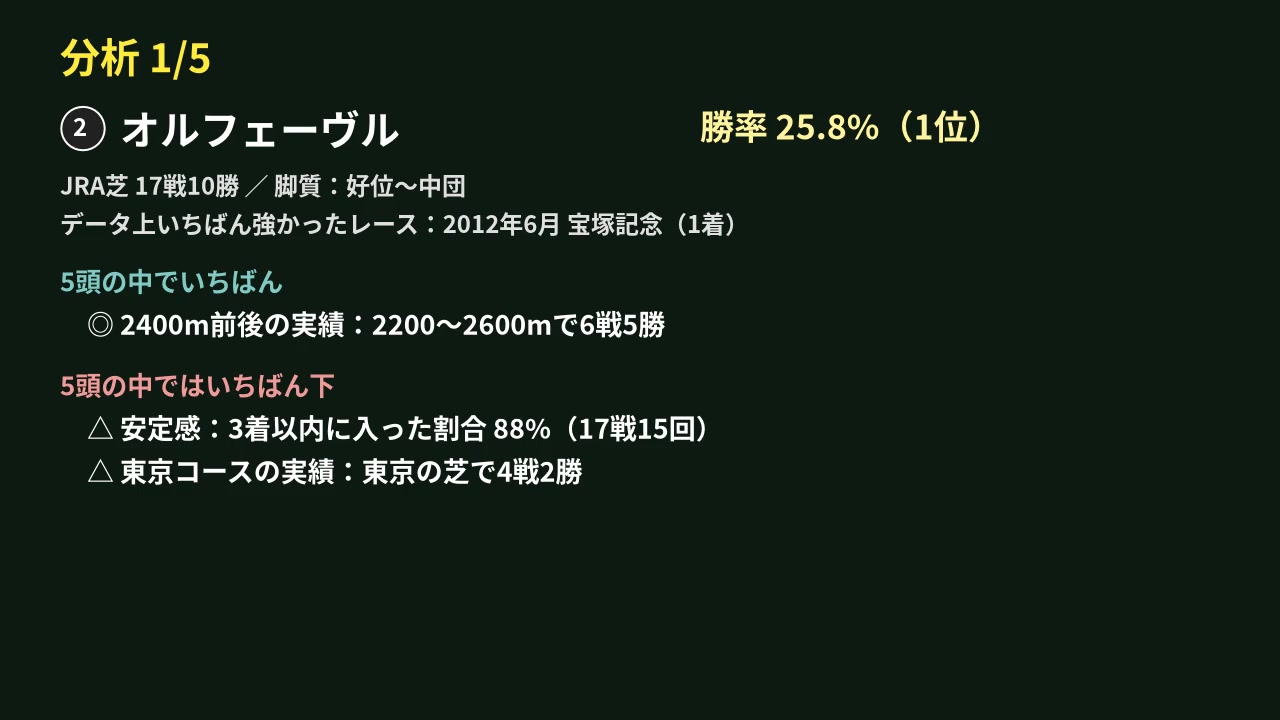 分析 1/5
② オルフェーヴル
勝率 25.8%（1位）
JRA芝 17戦10勝 ／ 脚質：好位〜中団
データ上いちばん強かったレース：2012年6月 宝塚記念（1着）
5頭の中でいちばん
◎ 2400m前後の実績：2200〜2600mで6戦5勝
5頭の中ではいちばん下
△ 安定感：3着以内に入った割合 88%（17戦15回）
△ 東京コースの実績：東京の芝で4戦2勝